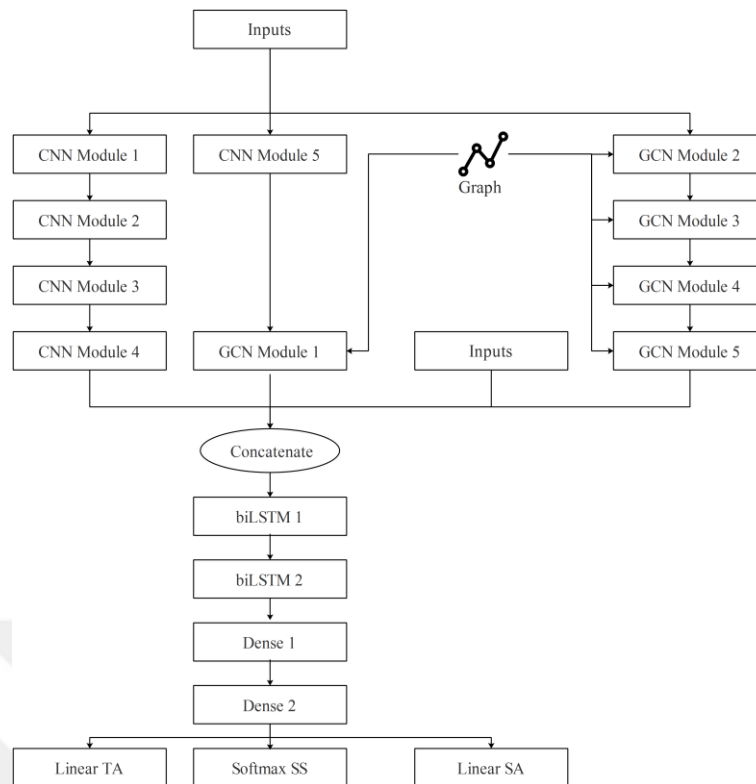 Inputs
CNN Module 1
CNN Module 5
Graph
GCN Module 2
CNN Module 2
GCN Module 3
CNN Module 3
GCN Module 4
CNN Module 4
GCN Module 1
Inputs
GCN Module 5
Concatenate
biLSTM 1
biLSTM 2
Dense 1
Dense 2
Linear TA
Softmax SS
Linear SA